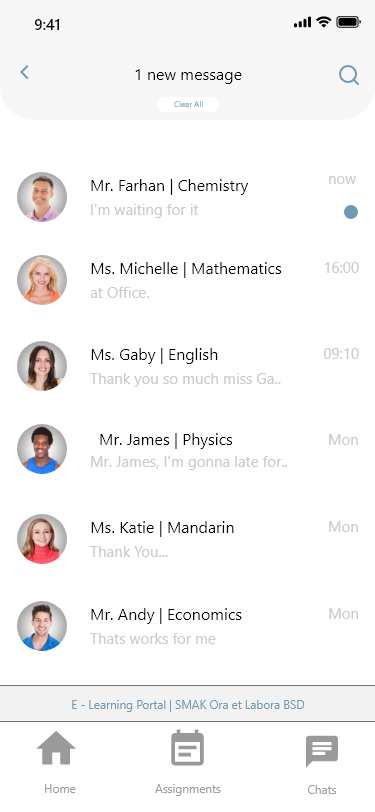 9:41
1 new message
Clear All
Mr. Farhan | Chemistry
now
I'm waiting for it
Ms. Michelle | Mathematics
16:00
at Office.
Ms. Gaby | English
09:10
Thank you so much miss Ga..
Mr. James | Physics
Mon
Mr. James, I'm gonna late for..
Ms. Katie | Mandarin
Mon
Thank You...
Mr. Andy | Economics
Mon
Thats works for me
E - Learning Portal | SMAK Ora et Labora BSD
Home
Assignments
Chats